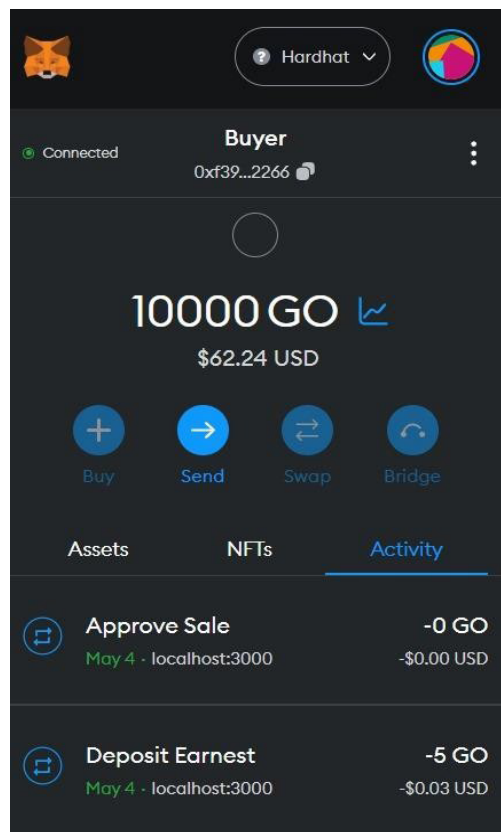 Hardhat
Connected
Buyer
0xf39...2266
10000 GO
$62.24 USD
Buy Send Swap Bridge
Assets NFTs Activity
Approve Sale -0 GO
May 4 · localhost:3000 -$0.00 USD
Deposit Earnest -5 GO
May 4 · localhost:3000 -$0.03 USD